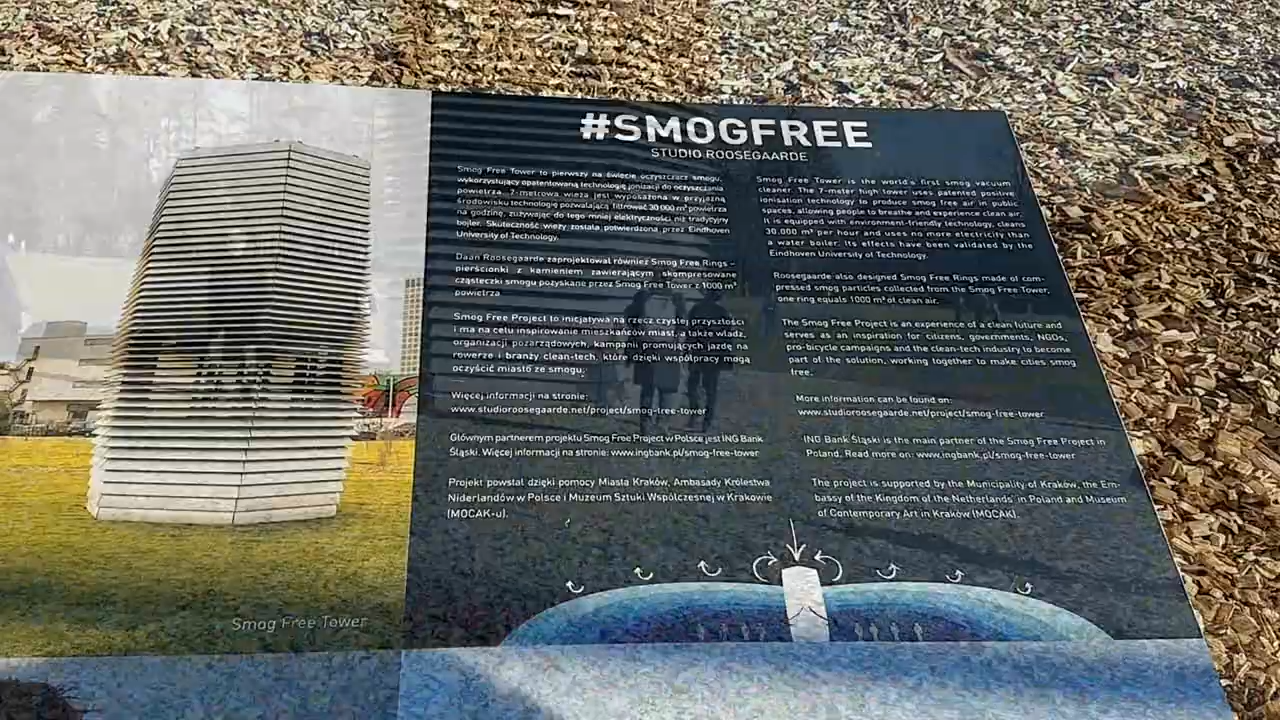 #SMOGFREE
STUDIO ROOSEGAARDE
Smog Free Tower to pierwszy na świecie oczyszczacz smogu,
wykorzystujący opatentowaną technologię jonizacji do oczyszczania
powietrza. 7-metrowa wieża jest wyposażona w przyjazną
środowisku technologię pozwalającą filtrować 30 000 m³ powietrza
na godzinę, zużywając do tego mniej elektryczności niż tradycyjny
bojler. Skuteczność wieży została potwierdzona przez Eindhoven
University of Technology.
Daan Roosegaarde zaprojektował również Smog Free Rings –
pierścionki z kamieniem zawierającym skompresowane
cząsteczki smogu pozyskane przez Smog Free Tower z 1000 m³
powietrza.
Smog Free Project to inicjatywa na rzecz czystej przyszłości
i ma na celu inspirowanie mieszkańców miast, a także władz,
organizacji pozarządowych, kampanii promujących jazdę na
rowerze i branży clean-tech, które dzięki współpracy mogą
oczyścić miasto ze smogu.
Więcej informacji na stronie:
www.studioroosegaarde.net/project/smog-free-tower
Głównym partnerem projektu Smog Free Project w Polsce jest ING Bank
Śląski. Więcej informacji na stronie: www.ingbank.pl/smog-free-tower
Projekt powstał dzięki pomocy Miasta Kraków, Ambasady Królestwa
Niderlandów w Polsce i Muzeum Sztuki Współczesnej w Krakowie
(MOCAK-u).
Smog Free Tower is the world's first smog vacuum
cleaner. The 7-meter high tower uses patented positive
ionisation technology to produce smog free air in public
spaces, allowing people to breathe and experience clean air.
It is equipped with environment-friendly technology, cleans
30.000 m³ per hour and uses no more electricity than
a water boiler. Its effects have been validated by the
Eindhoven University of Technology.
Roosegaarde also designed Smog Free Rings made of com-
pressed smog particles collected from the Smog Free Tower,
one ring equals 1000 m³ of clean air.
The Smog Free Project is an experience of a clean future and
serves as an inspiration for citizens, governments, NGOs,
pro-bicycle campaigns and the clean-tech industry to become
part of the solution, working together to make cities smog
free.
More information can be found on:
www.studioroosegaarde.net/project/smog-free-tower
ING Bank Śląski is the main partner of the Smog Free Project in
Poland. Read more on: www.ingbank.pl/smog-free-tower
The project is supported by the Municipality of Kraków, the Em-
bassy of the Kingdom of the Netherlands in Poland and Museum
of Contemporary Art in Kraków (MOCAK).
Smog Free Tower